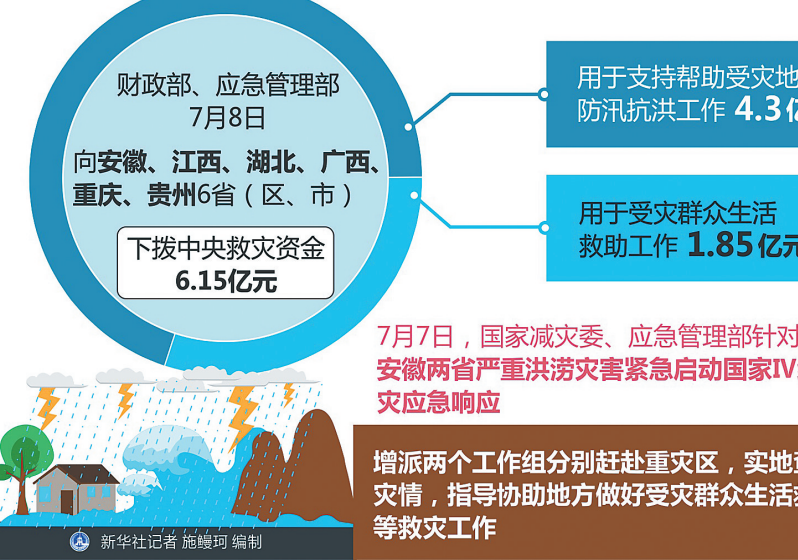 财政部、应急管理部
7月8日
向安徽、江西、湖北、广西、
重庆、贵州6省（区、市）
下拨中央救灾资金
6.15亿元
用于支持帮助受灾地
防汛抗洪工作 4.3亿
用于受灾群众生活
救助工作 1.85亿元
7月7日，国家减灾委、应急管理部针对
安徽两省严重洪涝灾害紧急启动国家IV
灾应急响应
增派两个工作组分别赶赴重灾区，实地
灾情，指导协助地方做好受灾群众生活
等救灾工作
新华社记者 施鳗珂 编制